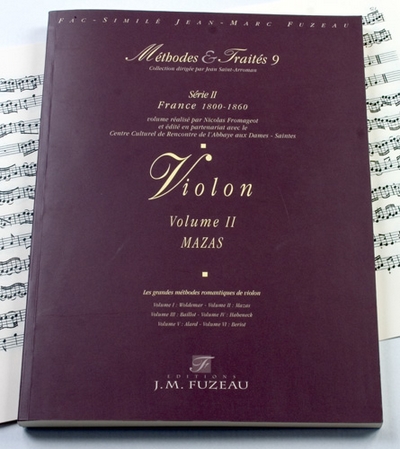 Fac-Similé Jean-Marc Fuzeau
Méthodes & Traités 9
Collection dirigée par Jean Saint-Arroman
Série II
France 1800-1860
volume réalisé par Nicolas Fromageot
et édité en partenariat avec le
Centre Culturel de Rencontre de l'Abbaye aux Dames - Saintes
Violon
Volume II
MAZAS
Les grandes méthodes romantiques de violon
Volume I : Woldemar - Volume II : Mazas
Volume III : Baillot - Volume IV : Habeneck
Volume V : Alard - Volume VI : Bériot
F
EDITIONS
J.M. FUZEAU